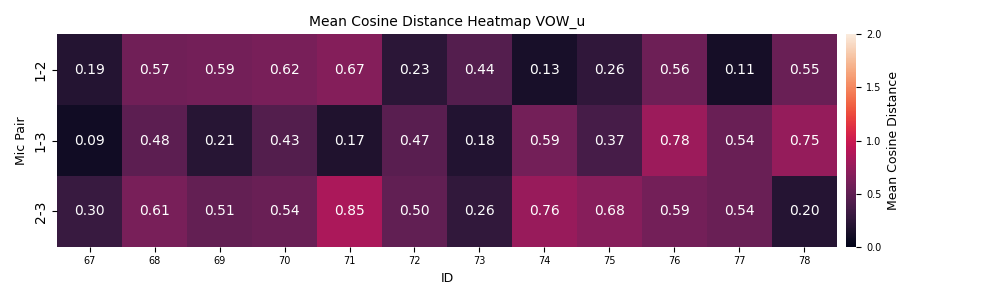 Mean Cosine Distance Heatmap VOW_u
Mic Pair
1-2 0.19 0.57 0.59 0.62 0.67 0.23 0.44 0.13 0.26 0.56 0.11 0.55
1-3 0.09 0.48 0.21 0.43 0.17 0.47 0.18 0.59 0.37 0.78 0.54 0.75
2-3 0.30 0.61 0.51 0.54 0.85 0.50 0.26 0.76 0.68 0.59 0.54 0.20
67 68 69 70 71 72 73 74 75 76 77 78
ID
2.0
1.5
1.0
0.5
0.0
Mean Cosine Distance